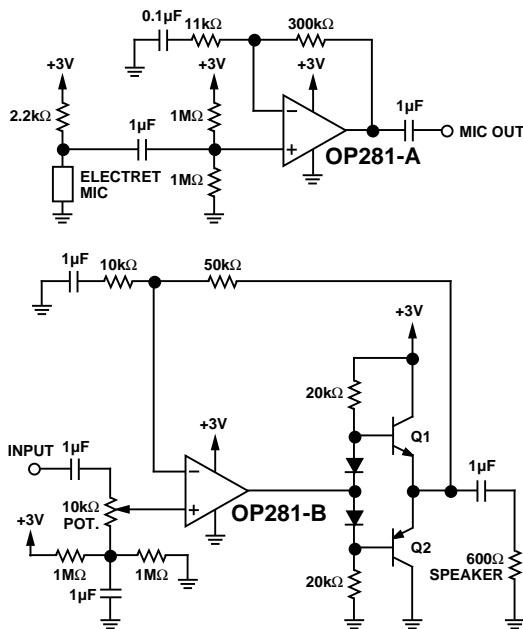 0.1µF
11kΩ
300kΩ
+3V
+3V
+3V
2.2kΩ
1µF
1MΩ
1µF
MIC OUT
OP281-A
ELECTRET
MIC
1MΩ
1µF
10kΩ
50kΩ
+3V
20kΩ
+3V
Q1
INPUT
1µF
1µF
10kΩ
POT.
OP281-B
+3V
Q2
1MΩ
1MΩ
600Ω
SPEAKER
20kΩ
1µF